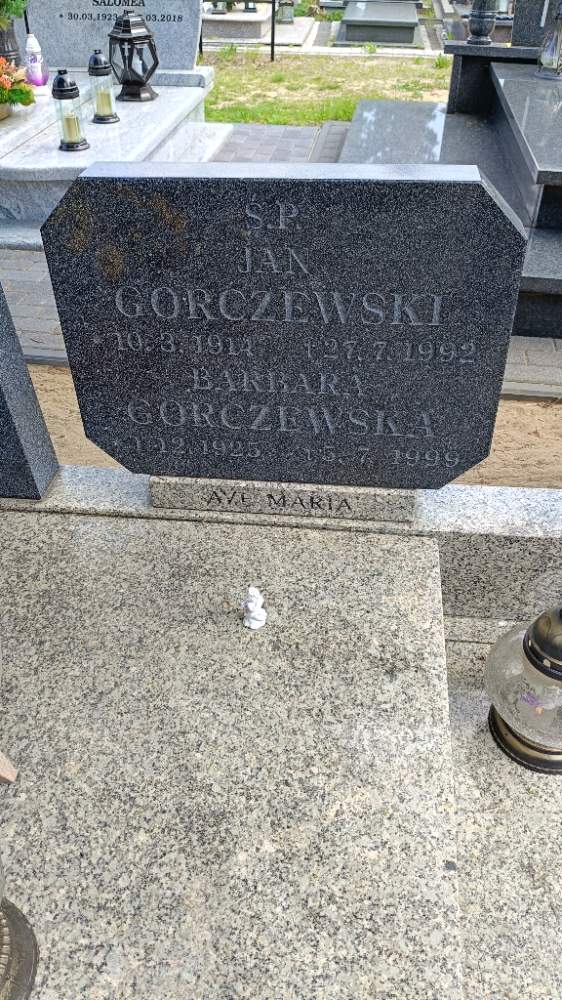 SALOMEA
* 30.03.1923
.03.2018
Ś.P.
JAN
GORCZEWSKI
* 10. 3. 1914 † 27. 7. 1992
BARBARA
GORCZEWSKA
* 1. 12. 1925 † 5. 7. 1999
AVE MARIA